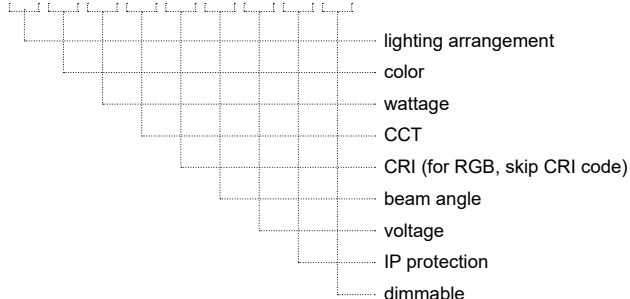 lighting arrangement
color
wattage
CCT
CRI (for RGB, skip CRI code)
beam angle
voltage
IP protection
dimmable